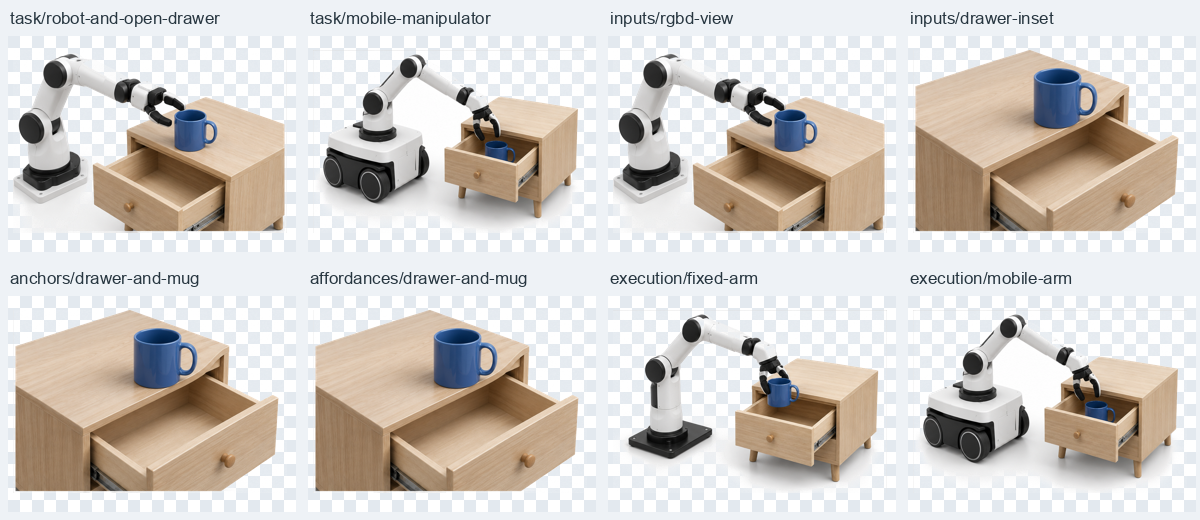 task/robot-and-open-drawer
task/mobile-manipulator
inputs/rgbd-view
inputs/drawer-inset
anchors/drawer-and-mug
affordances/drawer-and-mug
execution/fixed-arm
execution/mobile-arm